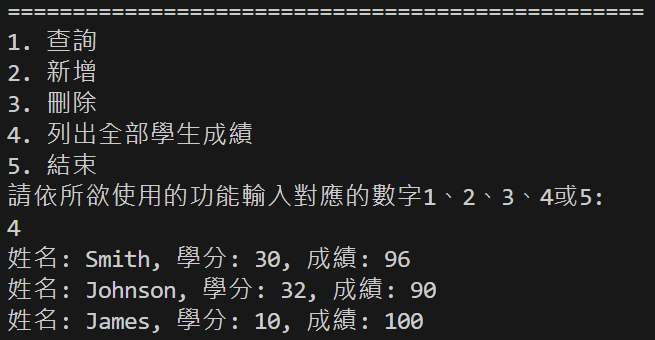 =================================================
1. 查詢
2. 新增
3. 刪除
4. 列出全部學生成績
5. 結束
請依所欲使用的功能輸入對應的數字1、2、3、4或5:
4
姓名: Smith, 學分: 30, 成績: 96
姓名: Johnson, 學分: 32, 成績: 90
姓名: James, 學分: 10, 成績: 100